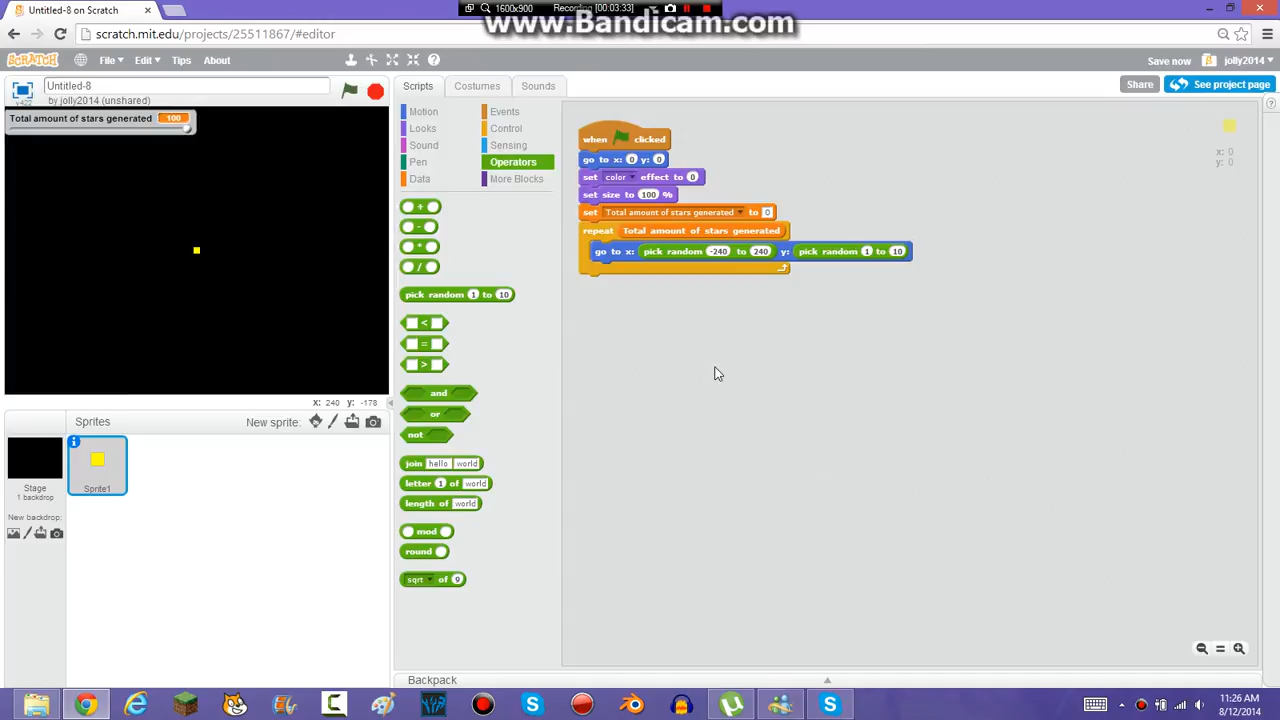 Untitled-8 on Scratch
1600x900
Recording [00:03:33]
www.Bandicam.com
scratch.mit.edu/projects/25511867/#editor
SCRATCH
File
Edit
Tips
About
Save now
jolly2014
Untitled-8
by jolly2014 (unshared)
Scripts
Costumes
Sounds
Share
See project page
v422
Total amount of stars generated 100
Motion
Events
Looks
Control
Sound
Sensing
Pen
Operators
Data
More Blocks
+
-
*
/
pick random 1 to 10
<
=
>
and
or
not
join hello world
letter 1 of world
length of world
mod
round
sqrt of 9
when clicked
go to x: 0 y: 0
set color effect to 0
set size to 100 %
set Total amount of stars generated to 0
repeat Total amount of stars generated
go to x: pick random -240 to 240 y: pick random 1 to 10
x: 0
y: 0
x: 240 y: -178
Sprites
New sprite:
Stage
1 backdrop
New backdrop:
Sprite1
Backpack
11:26 AM
8/12/2014